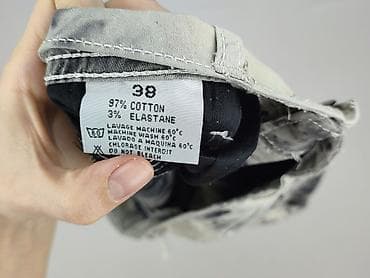 38
97% COTTON
3% ELASTANE
LAVAGE MACHINE 60°C
MACHINE WASH 60°C
LAVADO A MAQUINA 60°C
CHLORAGE INTERDIT
DO NOT BLEACH